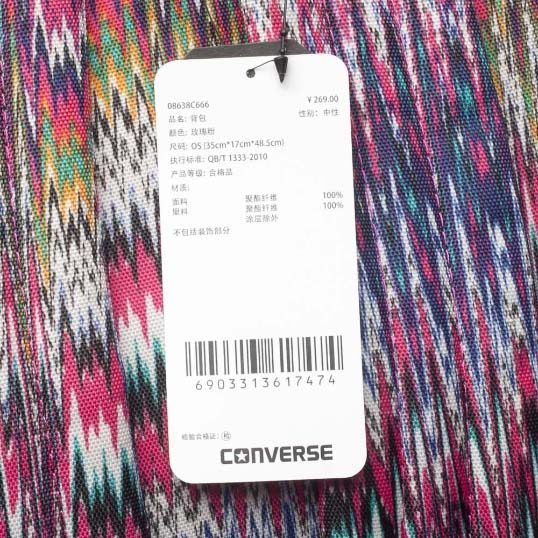 08638C666 ¥ 269.00
品名: 背包 性别: 中性
颜色: 玫瑰粉
尺码: OS (35cm*17cm*48.5cm)
执行标准: QB/T 1333-2010
产品等级: 合格品
材质:
面料 聚酯纤维 100%
里料 聚酯纤维 100%
涂层除外
不包括装饰部分
6903313617474
检验合格证: 检
CONVERSE